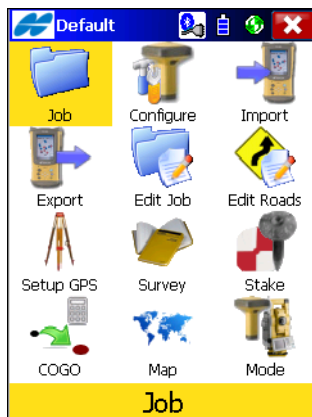 Default
Job
Configure
Import
Export
Edit Job
Edit Roads
Setup GPS
Survey
Stake
COGO
Map
Mode
Job